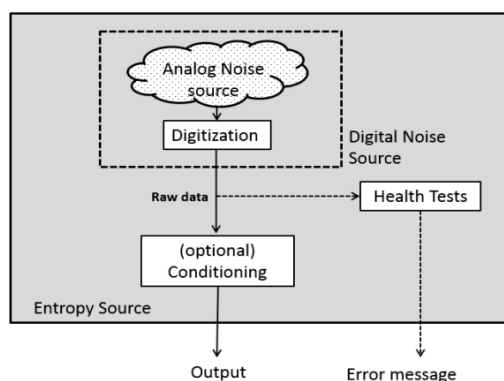 Analog Noise
source
Digitization
Digital Noise
Source
Raw data
Health Tests
(optional)
Conditioning
Entropy Source
Output
Error message